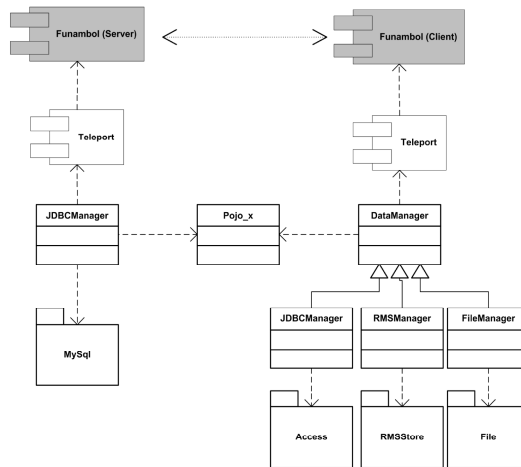 Funambol (Server)
Funambol (Client)
Teleport
Teleport
JDBCManager
Pojo_x
DataManager
MySql
JDBCManager
RMSManager
FileManager
Access
RMSStore
File